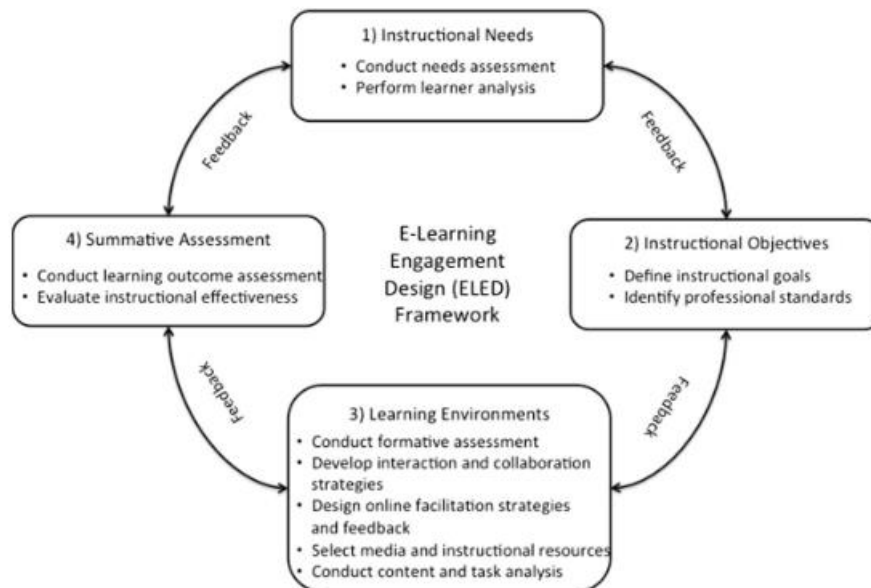 1) Instructional Needs
• Conduct needs assessment
• Perform learner analysis
Feedback
Feedback
4) Summative Assessment
• Conduct learning outcome assessment
• Evaluate instructional effectiveness
E-Learning
Engagement
Design (ELED)
Framework
2) Instructional Objectives
• Define instructional goals
• Identify professional standards
Feedback
Feedback
3) Learning Environments
• Conduct formative assessment
• Develop interaction and collaboration
strategies
• Design online facilitation strategies
and feedback
• Select media and instructional resources
• Conduct content and task analysis